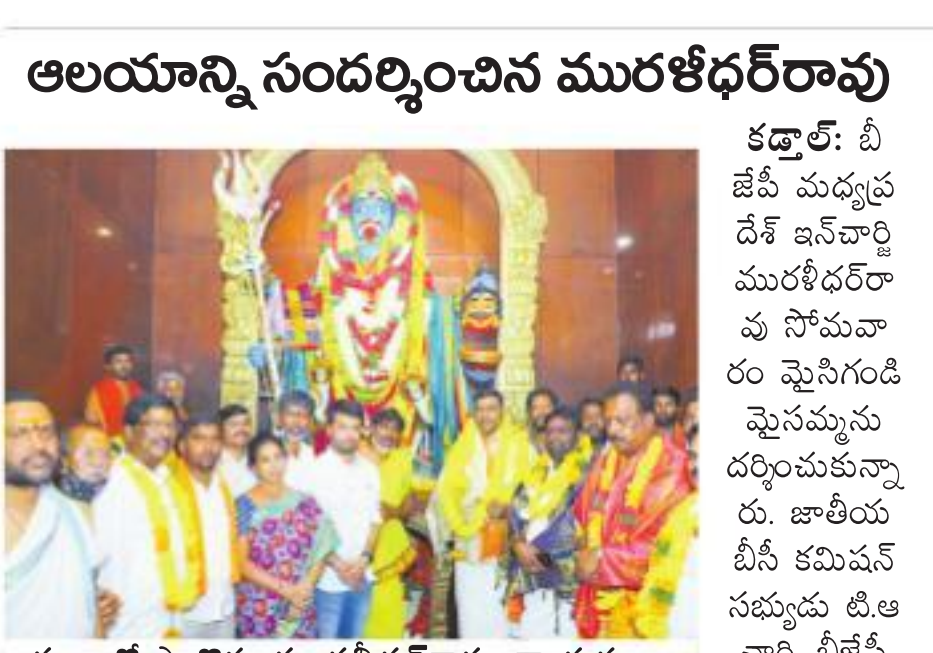 ఆలయాన్ని సందర్శించిన మురళీధర్‌రావు
కడ్తాల్: బీ
జేపీ మధ్యప్ర
దేశ్ ఇన్‌చార్జి
మురళీధర్‌రా
వు సోమవా
రం మైసిగండి
మైసమ్మను
దర్శించుకున్నా
రు. జాతీయ
బీసీ కమిషన్
సభ్యుడు టి.ఆ
చారి, బీజేపీ